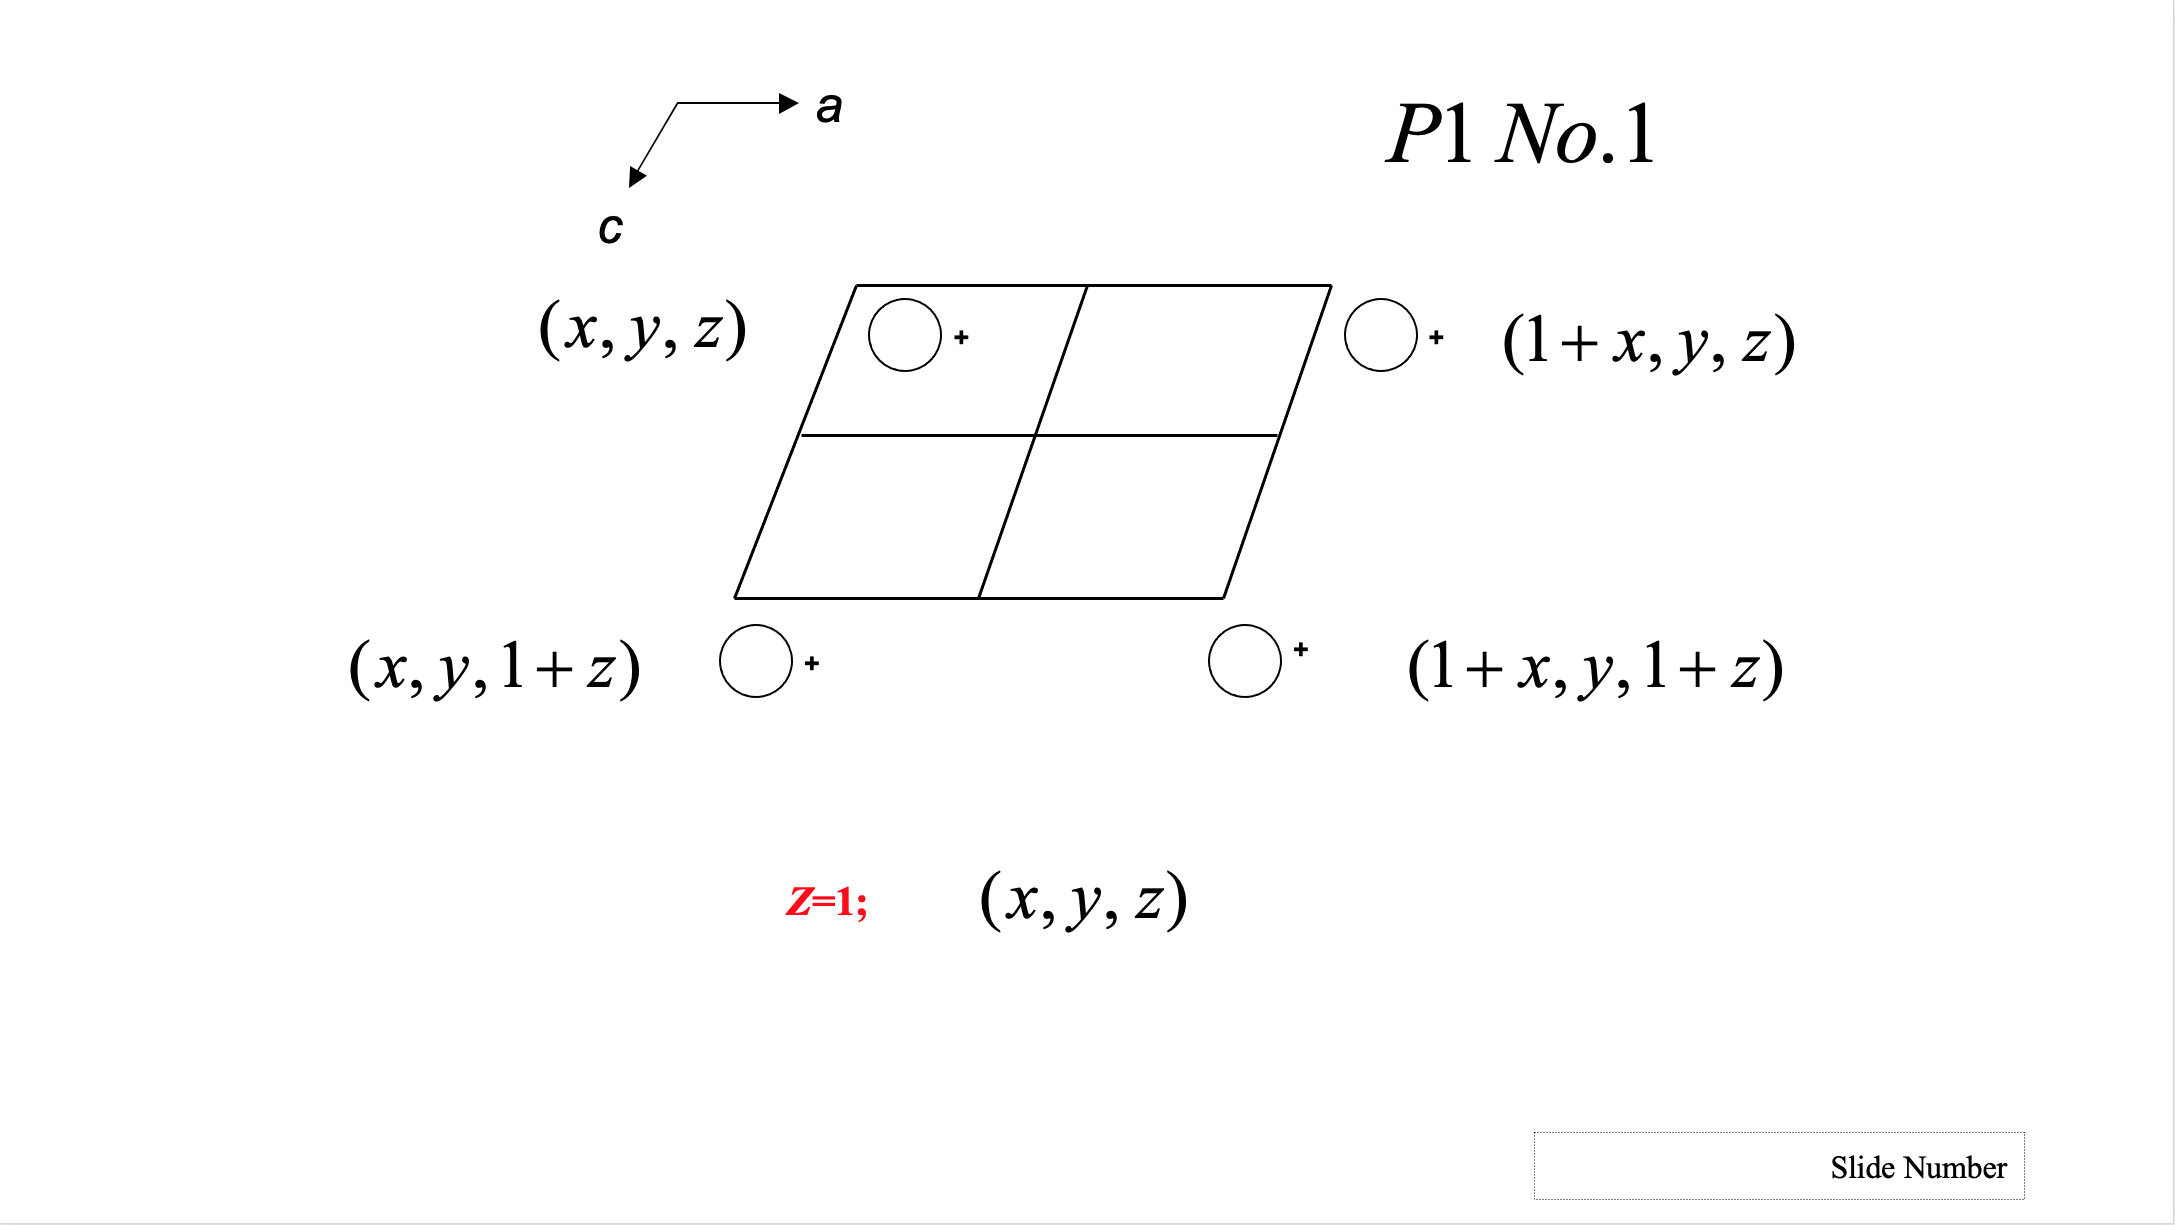 a
P1 No.1
c
(x, y, z)
+
+
(1+ x, y, z)
(x, y,1+ z)
+
+
(1+ x, y,1+ z)
Z=1;
(x, y, z)
Slide Number